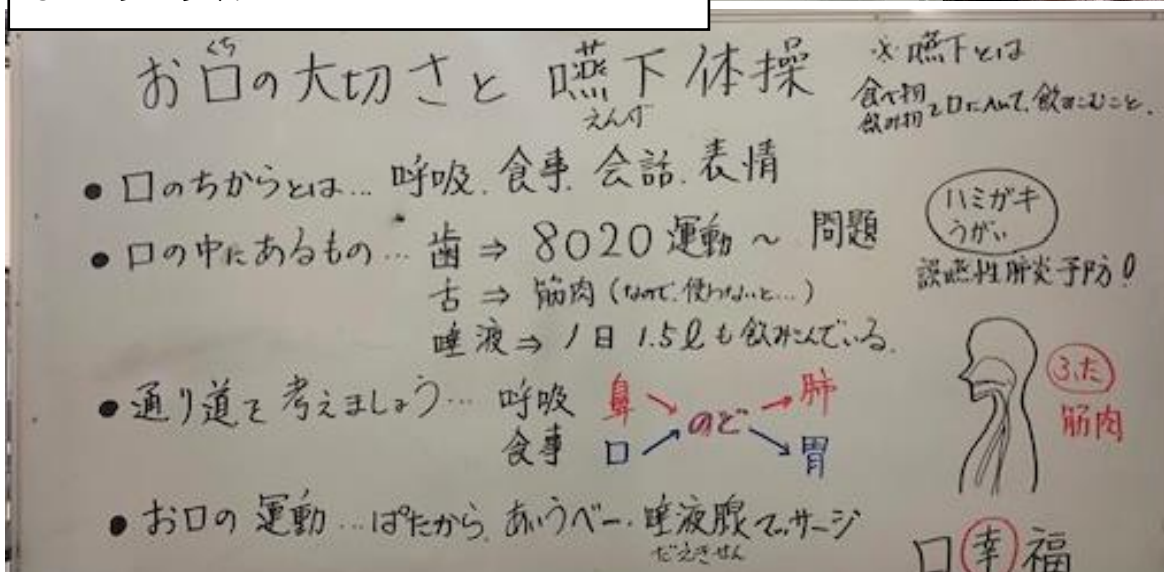 お口の大切さと 嚥下体操
くち
えんげ
※嚥下とは
食べ物
飲み物を口に入れて、飲みこむこと。
●口のちからとは… 呼吸、食事、会話、表情
●口の中にあるもの… 歯⇒8020運動～問題
舌⇒筋肉（なので、使わないと…）
唾液⇒1日1.5ℓも飲みこんでいる。
ハミガキ
うがい
誤嚥性肺炎予防!
●通り道を考えましょう… 呼吸 鼻 のど 肺
食事 口 胃
ふた
筋肉
●お口の運動…ぱたから、あいうべー、唾液腺マッサージ
だえきせん
口 幸 福